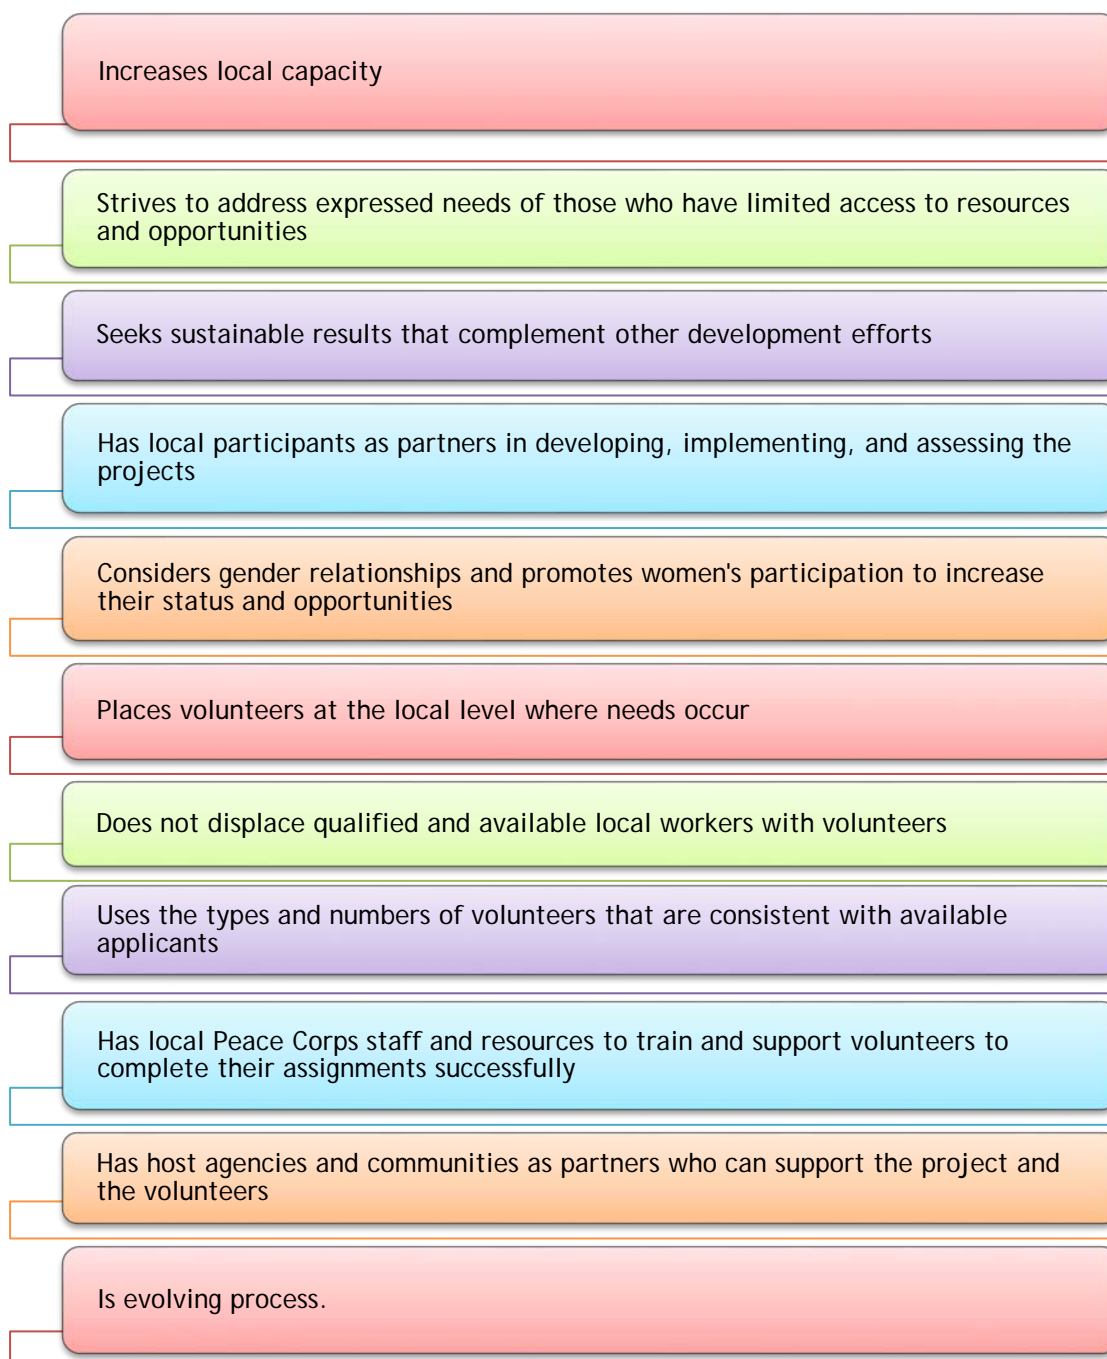 Increases local capacity
Strives to address expressed needs of those who have limited access to resources
and opportunities
Seeks sustainable results that complement other development efforts
Has local participants as partners in developing, implementing, and assessing the
projects
Considers gender relationships and promotes women's participation to increase
their status and opportunities
Places volunteers at the local level where needs occur
Does not displace qualified and available local workers with volunteers
Uses the types and numbers of volunteers that are consistent with available
applicants
Has local Peace Corps staff and resources to train and support volunteers to
complete their assignments successfully
Has host agencies and communities as partners who can support the project and
the volunteers
Is evolving process.